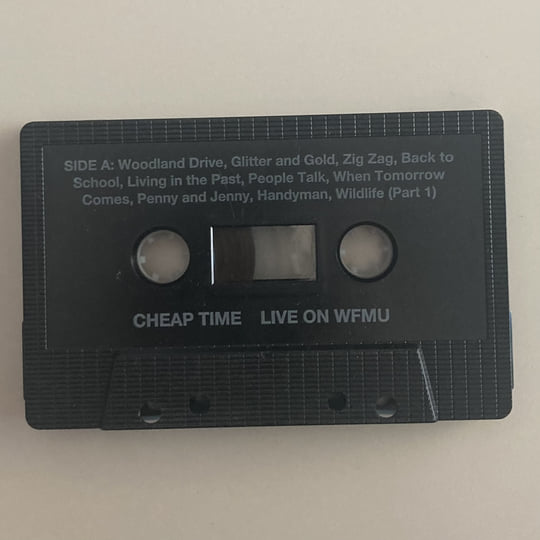 SIDE A: Woodland Drive, Glitter and Gold, Zig Zag, Back to
School, Living in the Past, People Talk, When Tomorrow
Comes, Penny and Jenny, Handyman, Wildlife (Part 1)
CHEAP TIME LIVE ON WFMU